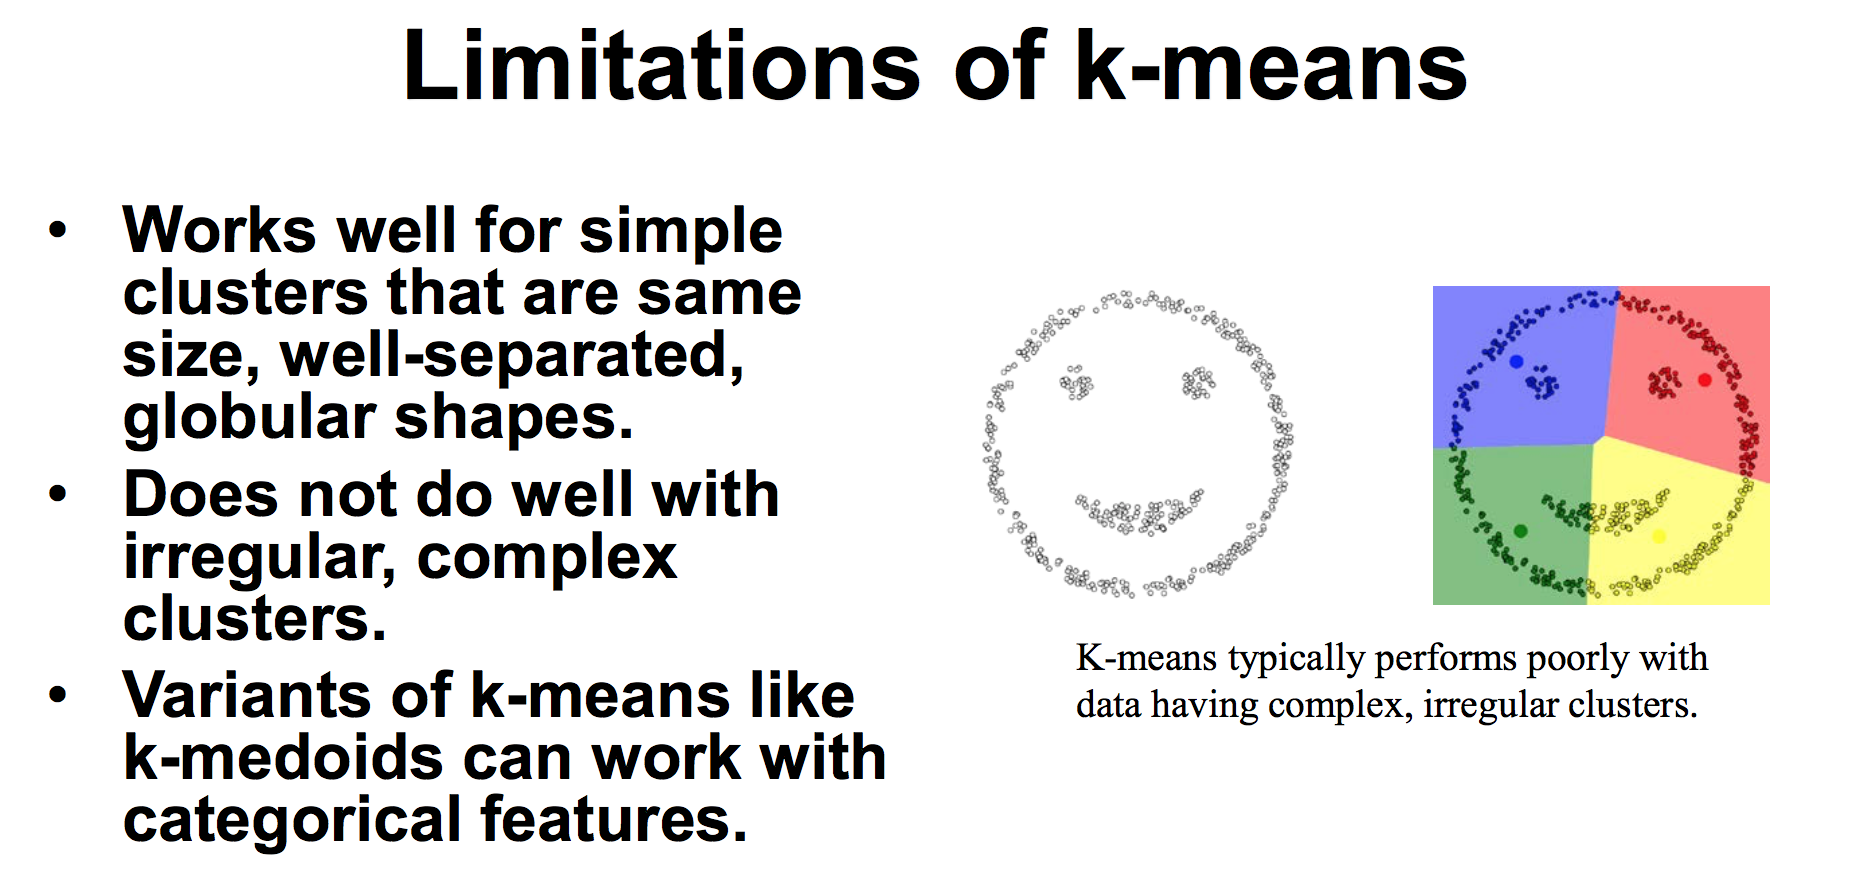 Limitations of k-means
• Works well for simple
clusters that are same
size, well-separated,
globular shapes.
• Does not do well with
irregular, complex
clusters.
• Variants of k-means like
k-medoids can work with
categorical features.
K-means typically performs poorly with
data having complex, irregular clusters.